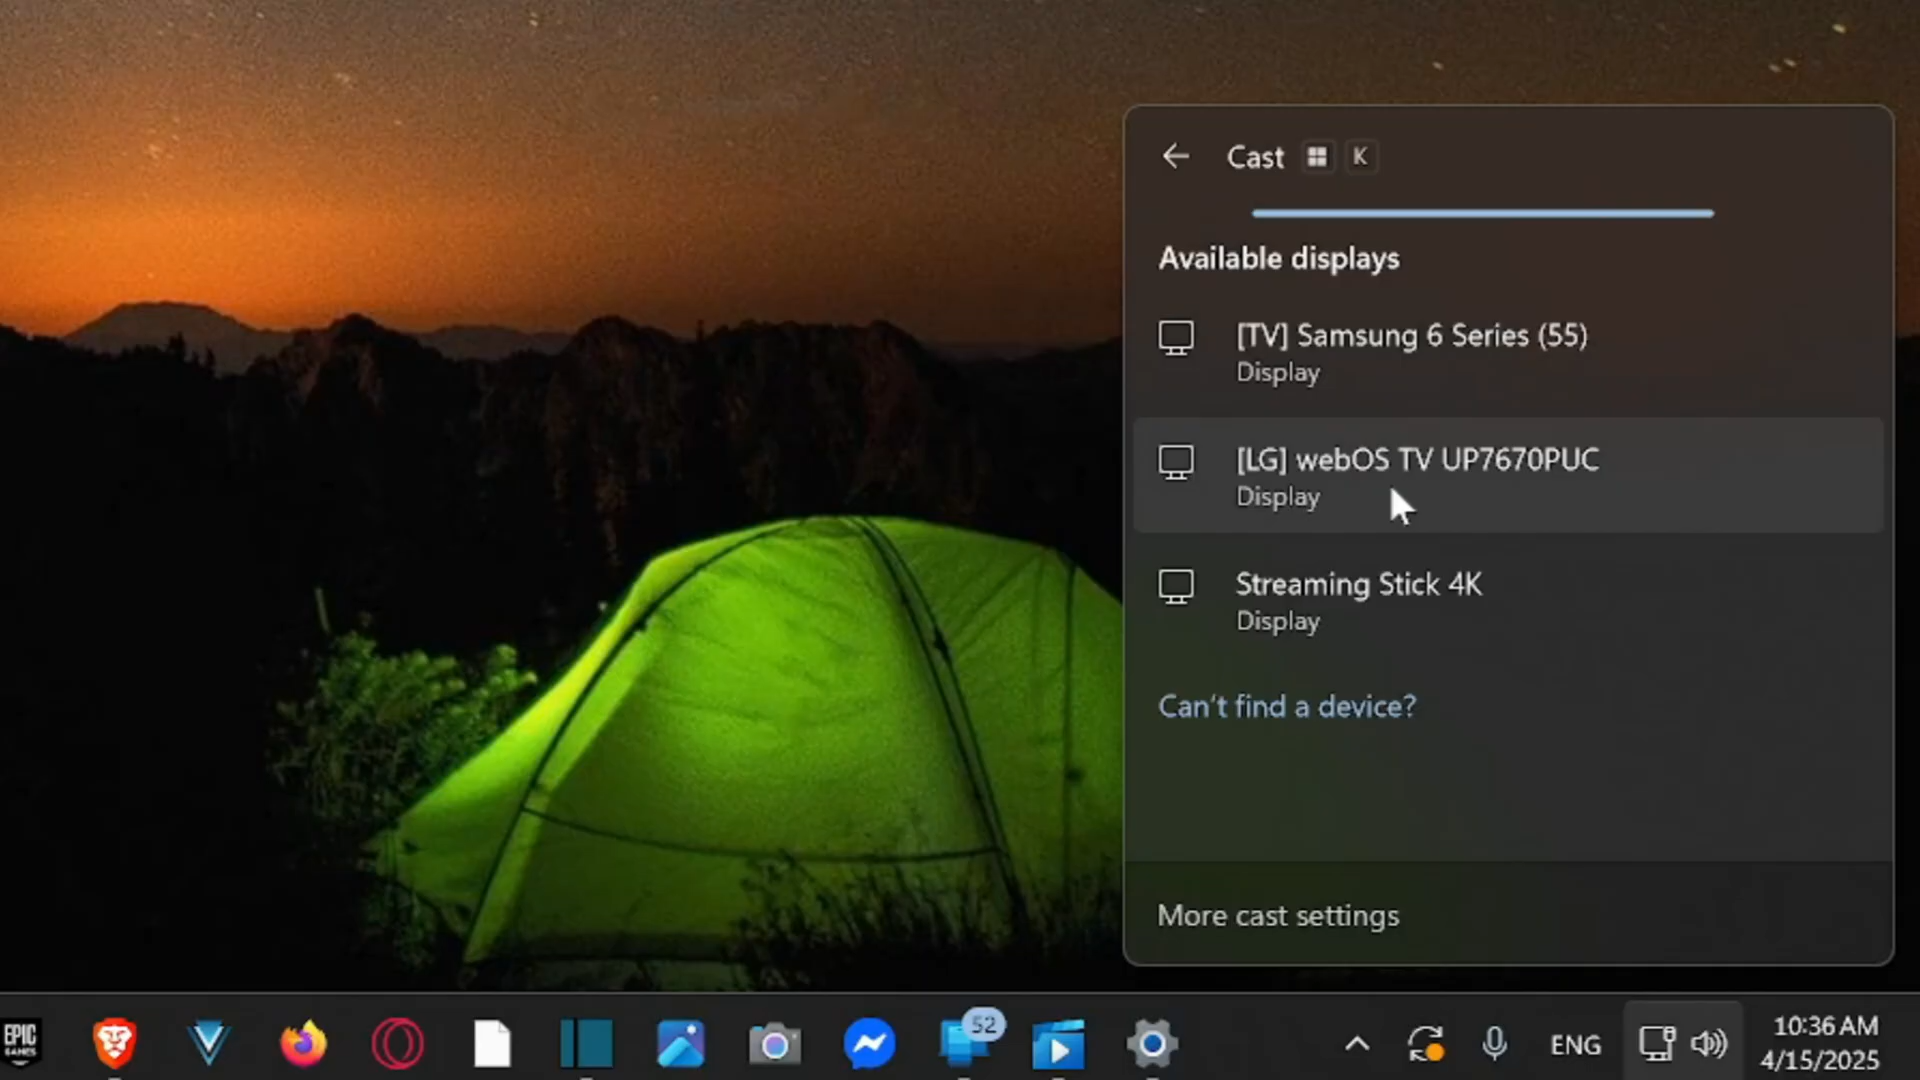 Cast K
Available displays
[TV] Samsung 6 Series (55)
Display
[LG] webOS TV UP7670PUC
Display
Streaming Stick 4K
Display
Can't find a device?
More cast settings
EPIC
GAMES
52
ENG
10:36 AM
4/15/2025